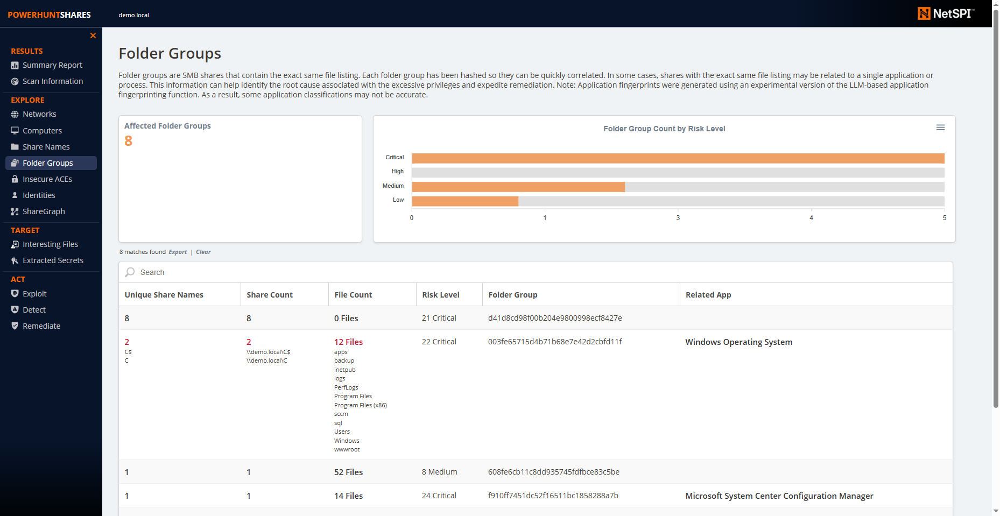 POWERHUNTSHARES
demo.local
NetSPI™
RESULTS
Summary Report
Scan Information
EXPLORE
Networks
Computers
Share Names
Folder Groups
Insecure ACEs
Identities
ShareGraph
TARGET
Interesting Files
Extracted Secrets
ACT
Exploit
Detect
Remediate
Folder Groups
Folder groups are SMB shares that contain the exact same file listing. Each folder group has been hashed so they can be quickly correlated. In some cases, shares with the exact same file listing may be related to a single application or
process. This information can help identify the root cause associated with the excessive privileges and expedite remediation. Note: Application fingerprints were generated using an experimental version of the LLM-based application
fingerprinting function. As a result, some application classifications may not be accurate.
Affected Folder Groups
8
Folder Group Count by Risk Level
Critical
High
Medium
Low
0 1 3 4 5
8 matches found Export | Clear
Search
Unique Share Names Share Count File Count Risk Level Folder Group Related App
8 8 0 Files 21 Critical d41d8cd98f00b204e9800998ecf8427e
2 2 12 Files 22 Critical 003fe65715d4b71b68e7e42d2cbfd11f Windows Operating System
C$ \\demo.local\C$ apps
C \\demo.local\C backup
inetpub
logs
PerfLogs
Program Files
Program Files (x86)
sccm
sql
Users
Windows
wwwroot
1 1 52 Files 8 Medium 608fe6cb11c8dd935745fdfbce83c5be
1 1 14 Files 24 Critical f910ff7451dc52f16511bc1858288a7b Microsoft System Center Configuration Manager